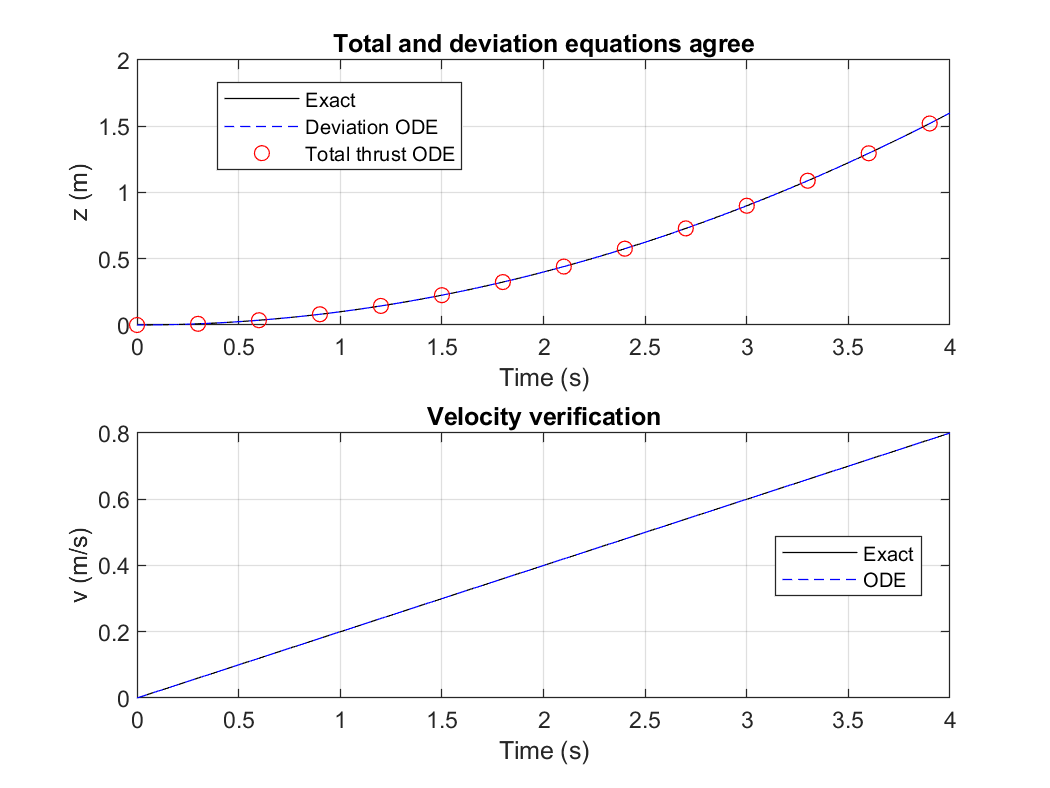 Total and deviation equations agree
2
1.5
1
0.5
0
z (m)
Exact
Deviation ODE
Total thrust ODE
0 0.5 1 1.5 2 2.5 3 3.5 4
Time (s)
Velocity verification
0.8
0.6
0.4
0.2
0
v (m/s)
Exact
ODE
0 0.5 1 1.5 2 2.5 3 3.5 4
Time (s)